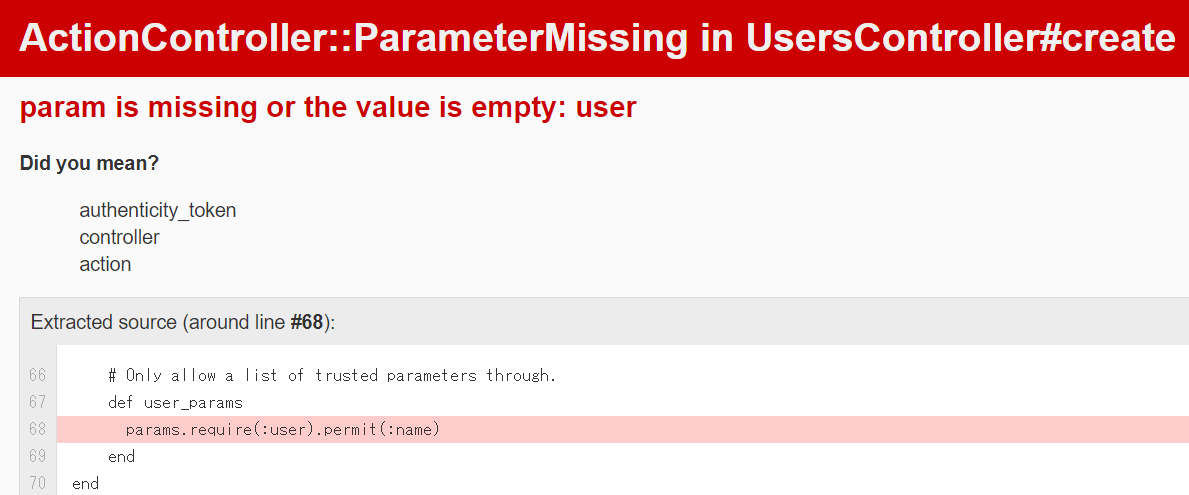 ActionController::ParameterMissing in UsersController#create
param is missing or the value is empty: user
Did you mean?
authenticity_token
controller
action
Extracted source (around line #68):
66 # Only allow a list of trusted parameters through.
67 def user_params
68 params.require(:user).permit(:name)
69 end
70 end